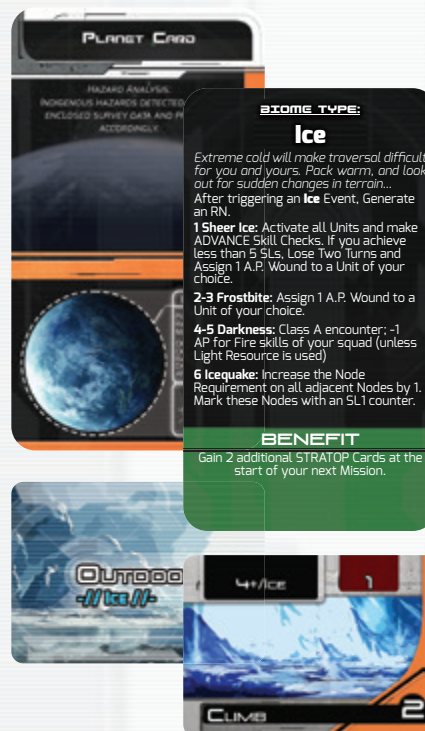 PLANET CARD
HAZARD ANALYSIS:
INDIGENOUS HAZARDS DETECTED
ENCLOSED SURVEY DATA AND
ACCORDINGLY.
BIOME TYPE:
Ice
Extreme cold will make traversal difficult
for you and yours. Pack warm, and look
out for sudden changes in terrain...
After triggering an Ice Event, Generate
an RN.
1 Sheer Ice: Activate all Units and make
ADVANCE Skill Checks. If you achieve
less than 5 SLs, Lose Two Turns and
Assign 1 A.P. Wound to a Unit of your
choice.
2-3 Frostbite: Assign 1 A.P. Wound to a
Unit of your choice.
4-5 Darkness: Class A encounter; -1
AP for Fire skills of your squad (unless
Light Resource is used)
6 Icequake: Increase the Node
Requirement on all adjacent Nodes by 1.
Mark these Nodes with an SL1 counter.
BENEFIT
Gain 2 additional STRATOP Cards at the
start of your next Mission.
OUTDOO
-// ICE //-
4+/ICE 1
CLIMB 2